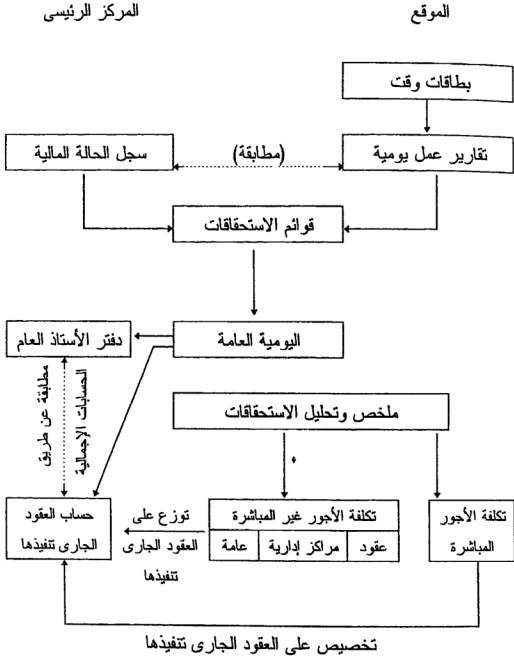 الموقع
المركز الرئيسى
بطاقات وقت
تقارير عمل يومية
(مطابقة)
سجل الحالة المالية
قوائم الاستحقاقات
اليومية العامة
دفتر الأستاذ العام
مطابقة عن طريق
الحسابات الإجمالية
ملخص وتحليل الاستحقاقات
تكلفة الأجور
المباشرة
تكلفة الأجور غير المباشرة
عقود
مراكز إدارية
عامة
توزع على
العقود الجارى
تنفيذها
حساب العقود
الجارى تنفيذها
تخصيص على العقود الجارى تنفيذها